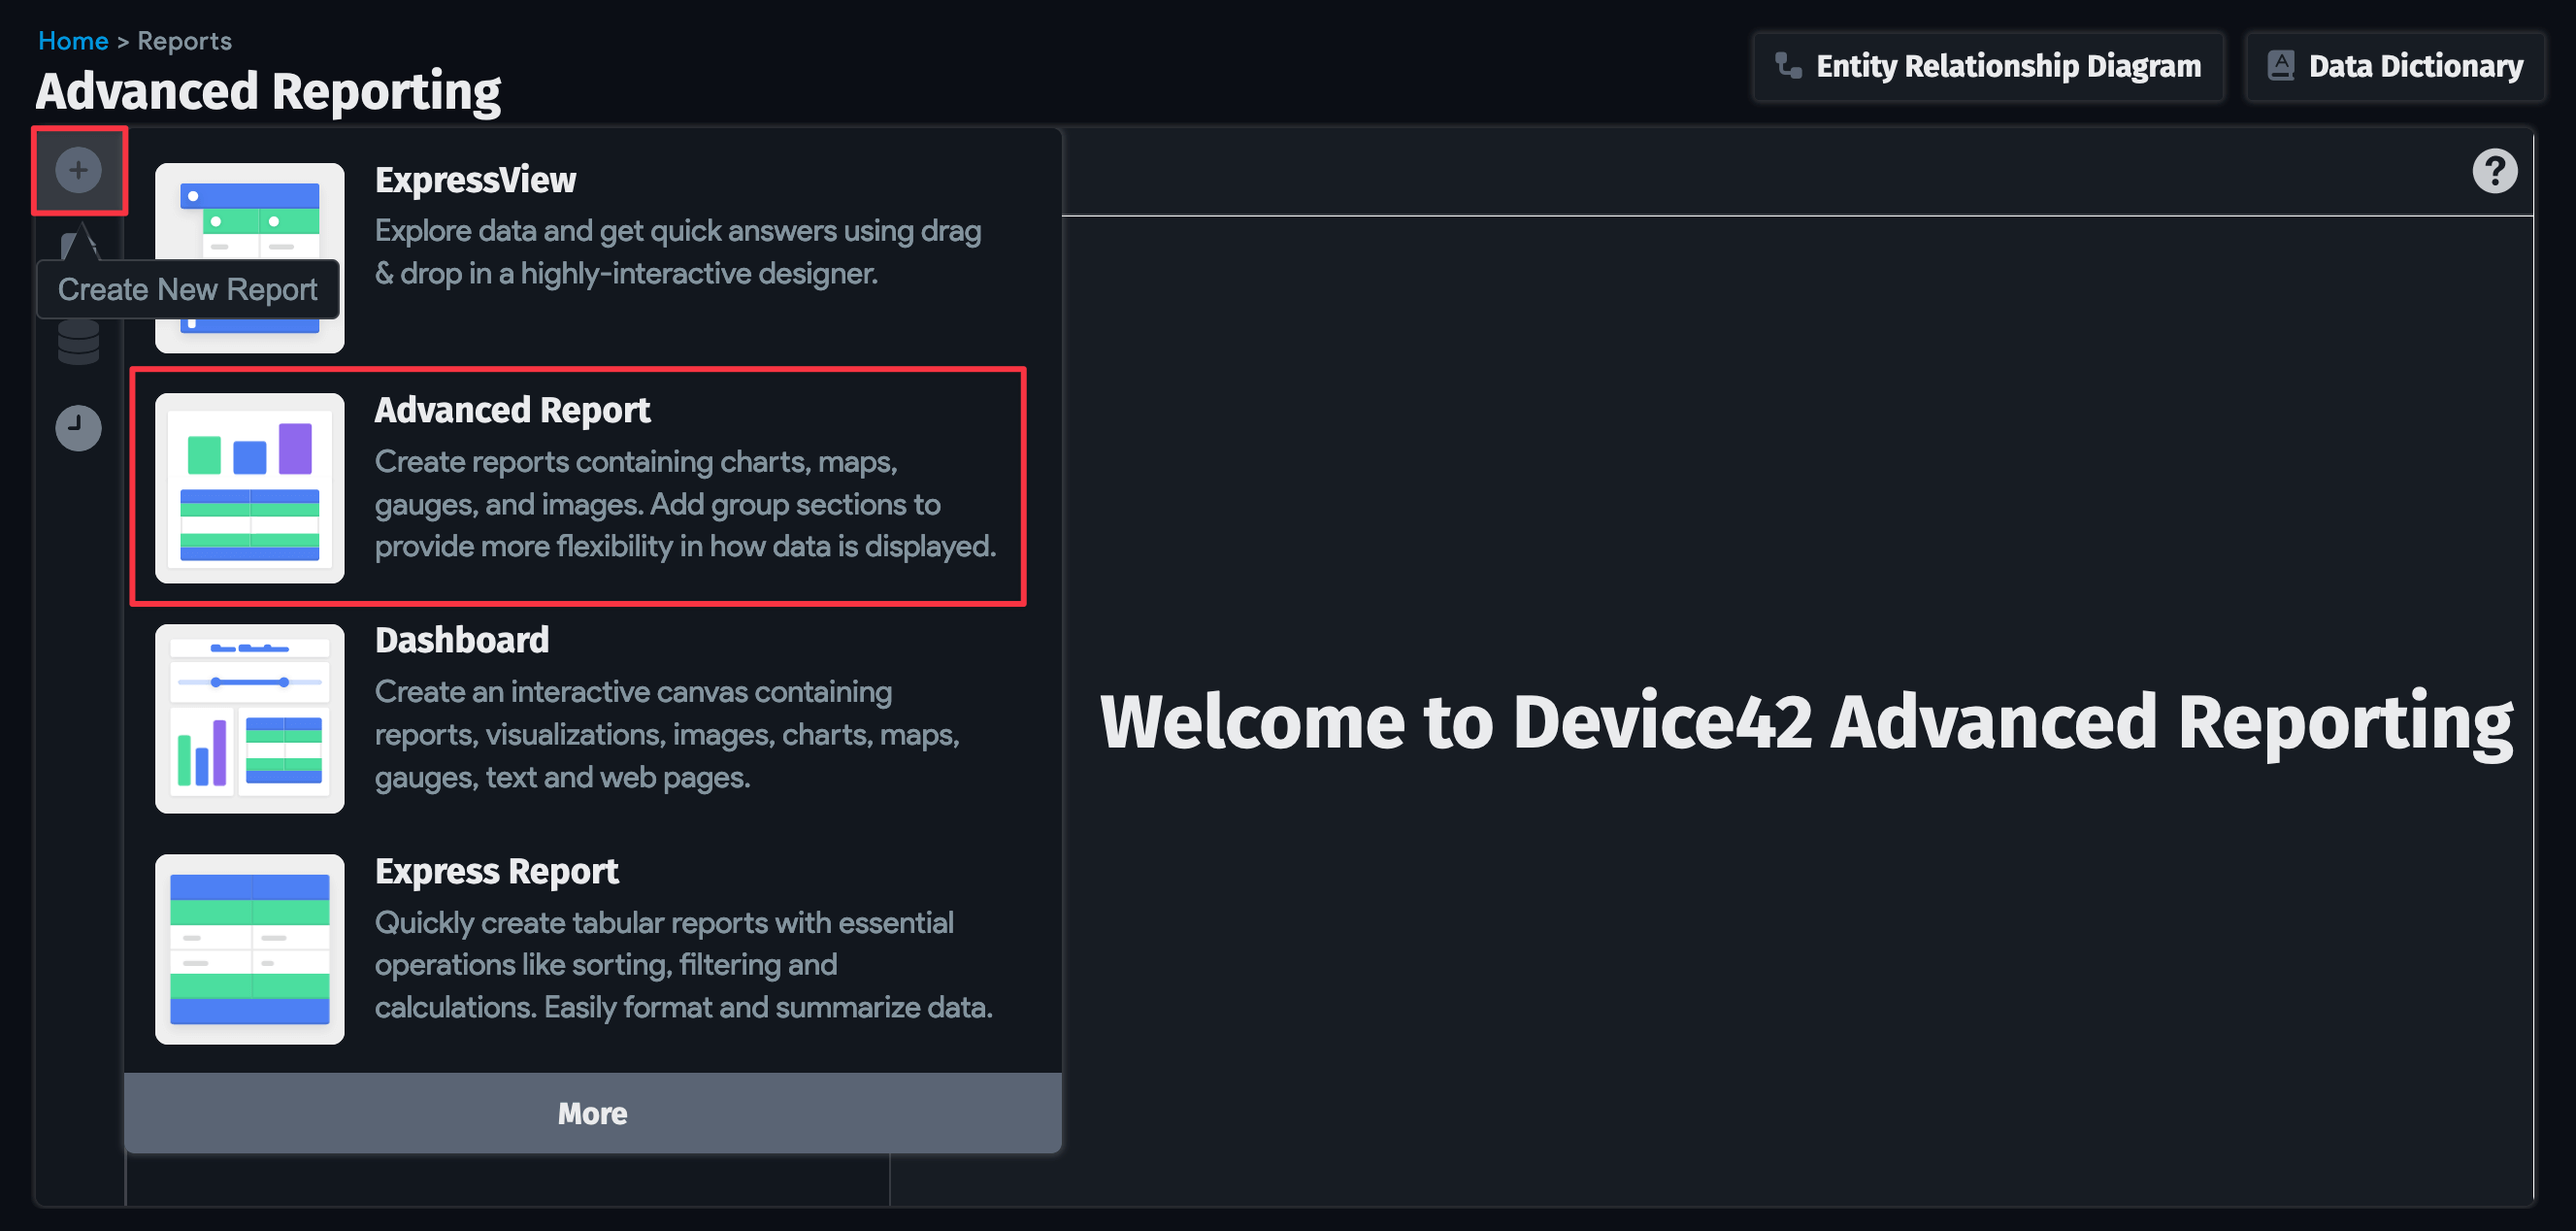 Home > Reports
Advanced Reporting
Entity Relationship Diagram
Data Dictionary
Create New Report
ExpressView
Explore data and get quick answers using drag
& drop in a highly-interactive designer.
Advanced Report
Create reports containing charts, maps,
gauges, and images. Add group sections to
provide more flexibility in how data is displayed.
Dashboard
Create an interactive canvas containing
reports, visualizations, images, charts, maps,
gauges, text and web pages.
Express Report
Quickly create tabular reports with essential
operations like sorting, filtering and
calculations. Easily format and summarize data.
More
Welcome to Device42 Advanced Reporting